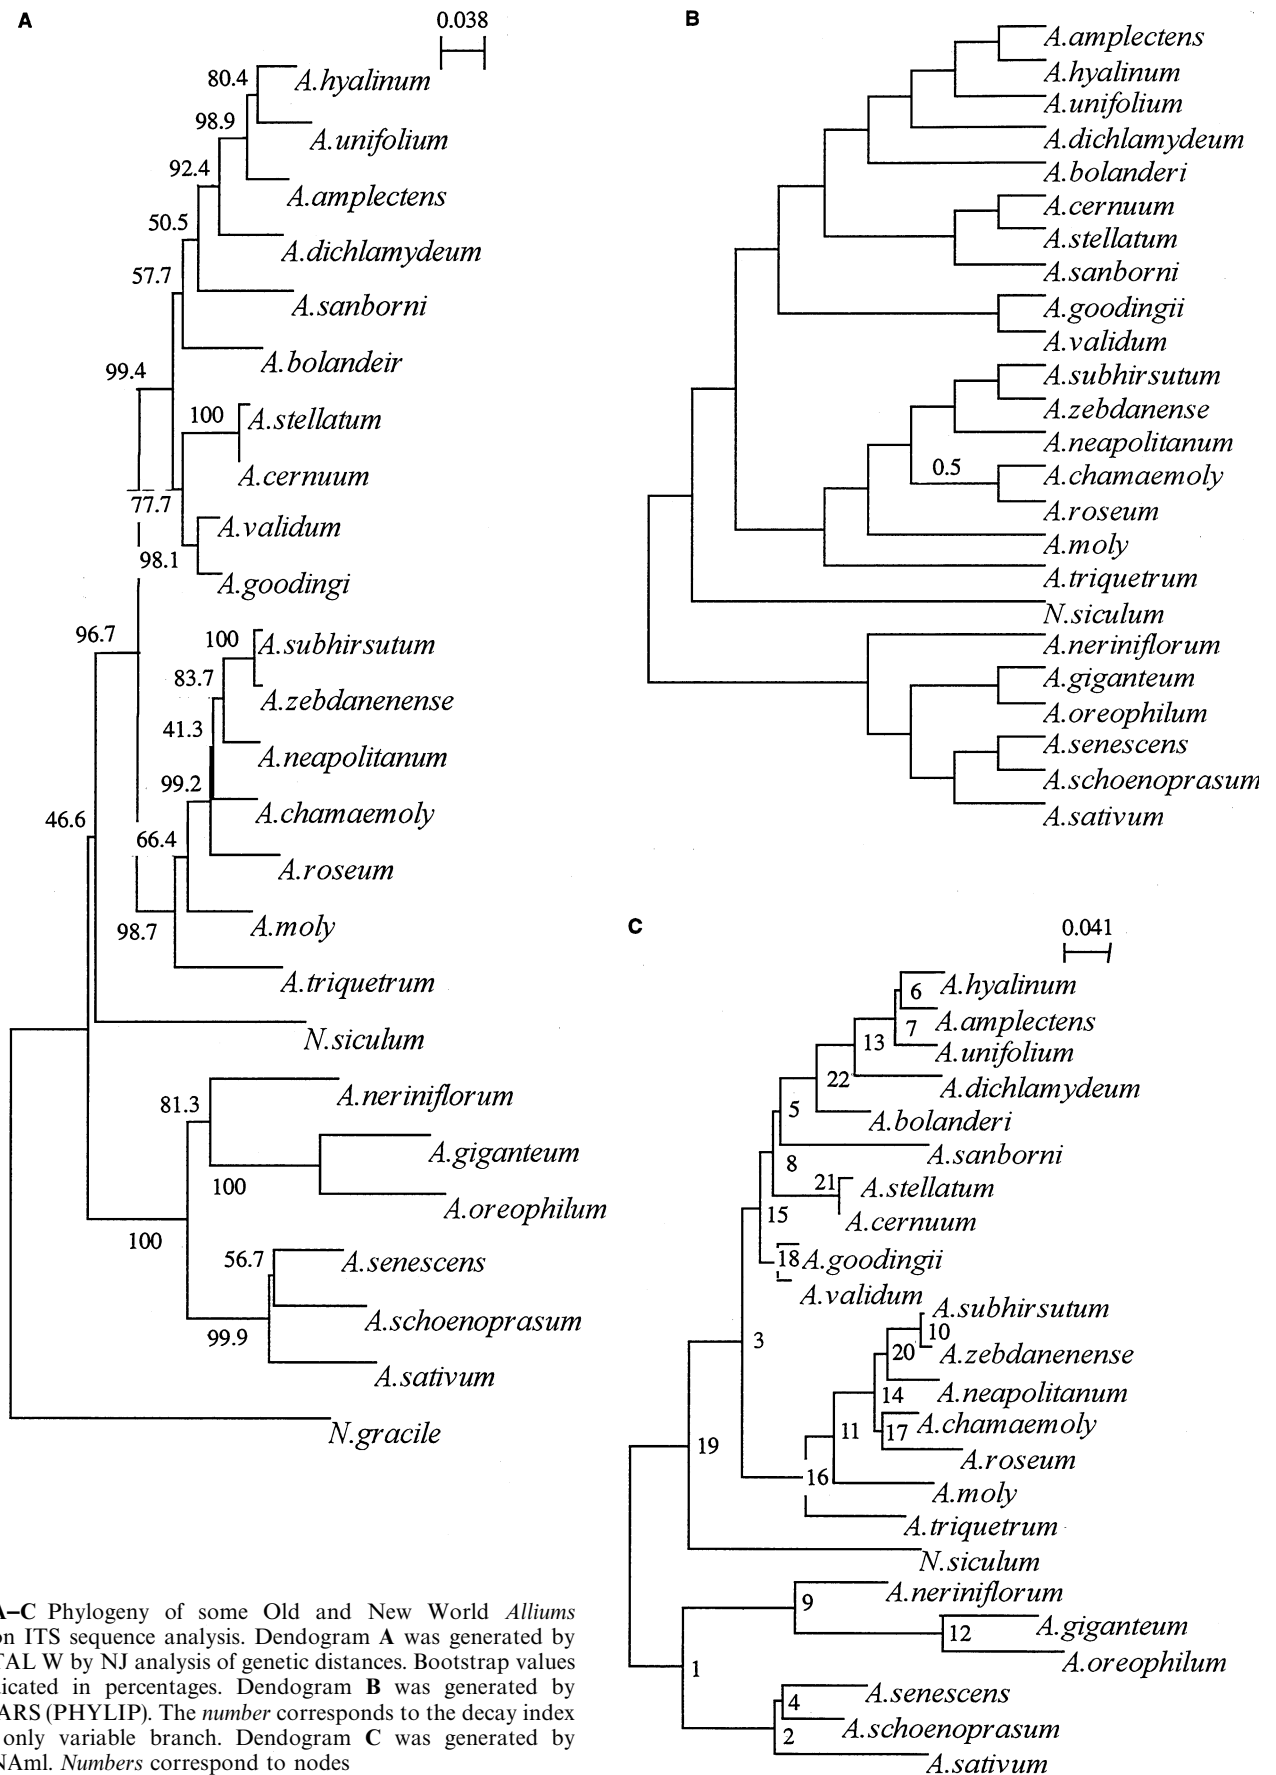 A
0.038
80.4
A.hyalinum
98.9
A.unifolium
92.4
A.amplectens
50.5
A.dichlamydeum
57.7
A.sanborni
A.bolandeir
99.4
100
A.stellatum
A.cernuum
77.7
A.validum
98.1
A.goodingi
96.7
100
A.subhirsutum
83.7
A.zebdanenense
41.3
A.neapolitanum
99.2
A.chamaemoly
46.6
66.4
A.roseum
98.7
A.moly
A.triquetrum
N.siculum
81.3
A.neriniflorum
A.giganteum
100
A.oreophilum
100
56.7
A.senescens
A.schoenoprasum
99.9
A.sativum
N.gracile
B
A.amplectens
A.hyalinum
A.unifolium
A.dichlamydeum
A.bolanderi
A.cernuum
A.stellatum
A.sanborni
A.goodingii
A.validum
A.subhirsutum
A.zebdanense
A.neapolitanum
0.5
A.chamaemoly
A.roseum
A.moly
A.triquetrum
N.siculum
A.neriniflorum
A.giganteum
A.oreophilum
A.senescens
A.schoenoprasum
A.sativum
C
0.041
6
A.hyalinum
7
A.amplectens
13
A.unifolium
22
A.dichlamydeum
5
A.bolanderi
8
A.sanborni
21
A.stellatum
15
A.cernuum
18
A.goodingii
A.validum
3
A.subhirsutum
10
20
A.zebdanenense
14
A.neapolitanum
11
17
A.chamaemoly
19
A.roseum
16
A.moly
A.triquetrum
N.siculum
9
A.neriniflorum
12
A.giganteum
1
A.oreophilum
4
A.senescens
2
A.schoenoprasum
A.sativum
A–C Phylogeny of some Old and New World Alliums
on ITS sequence analysis. Dendogram A was generated by
TAL W by NJ analysis of genetic distances. Bootstrap values
dicated in percentages. Dendogram B was generated by
ARS (PHYLIP). The number corresponds to the decay index
only variable branch. Dendogram C was generated by
NAml. Numbers correspond to nodes